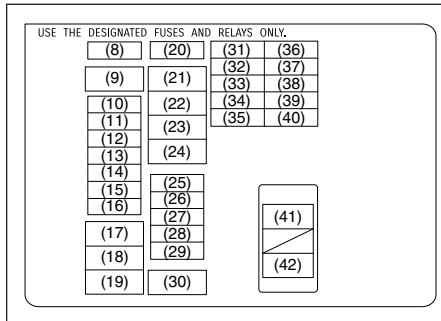 USE THE DESIGNATED FUSES AND RELAYS ONLY.
(8) (20) (31) (36)
(32) (37)
(9) (21) (33) (38)
(10) (22) (34) (39)
(11) (23) (35) (40)
(12)
(13) (24)
(14)
(15) (25)
(16) (26)
(27) (41)
(17) (28)
(18) (29)
(42)
(19) (30)